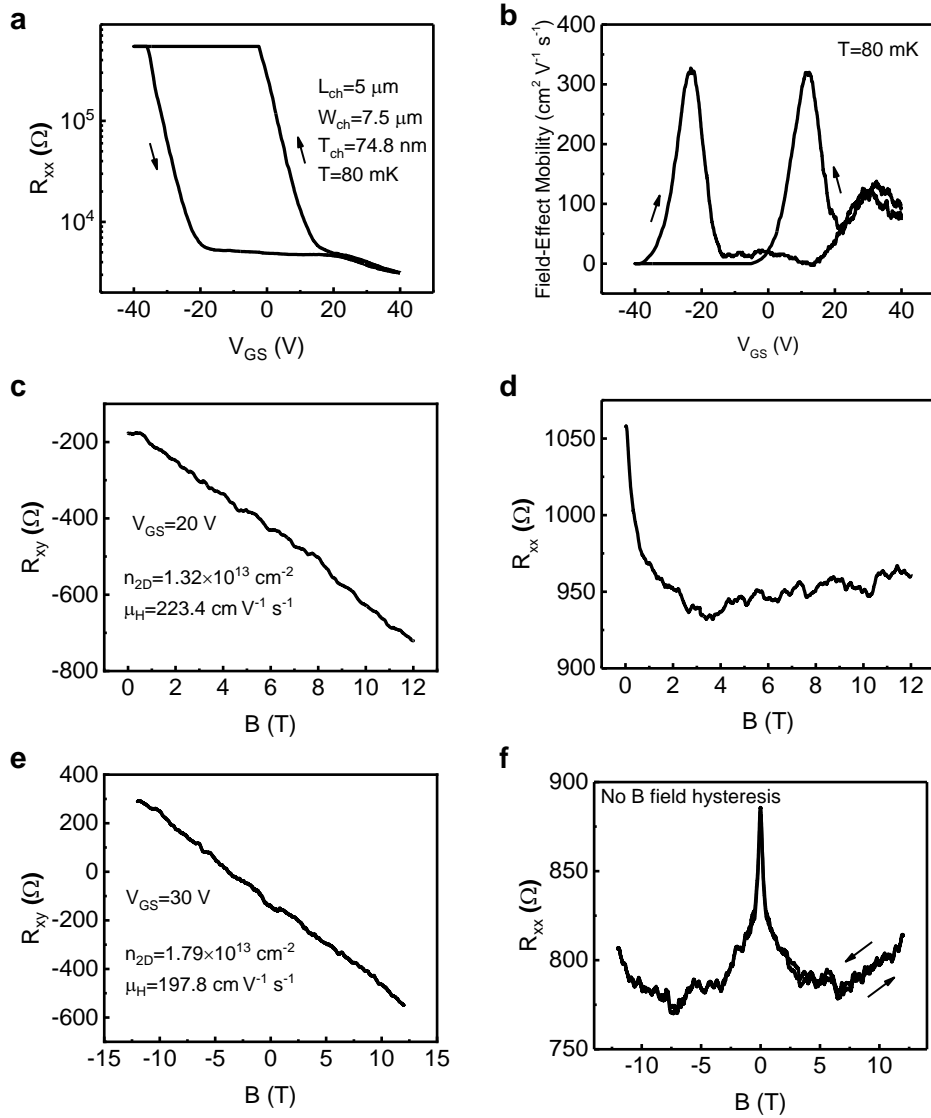 a
R_xx (Ω)
10^5
10^4
L_ch=5 μm
W_ch=7.5 μm
T_ch=74.8 nm
T=80 mK
-40 -20 0 20 40
V_GS (V)
b
Field-Effect Mobility (cm^2 V^-1 s^-1)
400
300
200
100
0
T=80 mK
-40 -20 0 20 40
V_GS (V)
c
R_xy (Ω)
-200
-400
-600
-800
V_GS=20 V
n_2D=1.32×10^13 cm^-2
μ_H=223.4 cm V^-1 s^-1
0 2 4 6 8 10 12
B (T)
d
R_xx (Ω)
1050
1000
950
900
0 2 4 6 8 10 12
B (T)
e
R_xy (Ω)
400
200
0
-200
-400
-600
V_GS=30 V
n_2D=1.79×10^13 cm^-2
μ_H=197.8 cm V^-1 s^-1
-15 -10 -5 0 5 10 15
B (T)
f
R_xx (Ω)
900
850
800
750
No B field hysteresis
-10 -5 0 5 10
B (T)